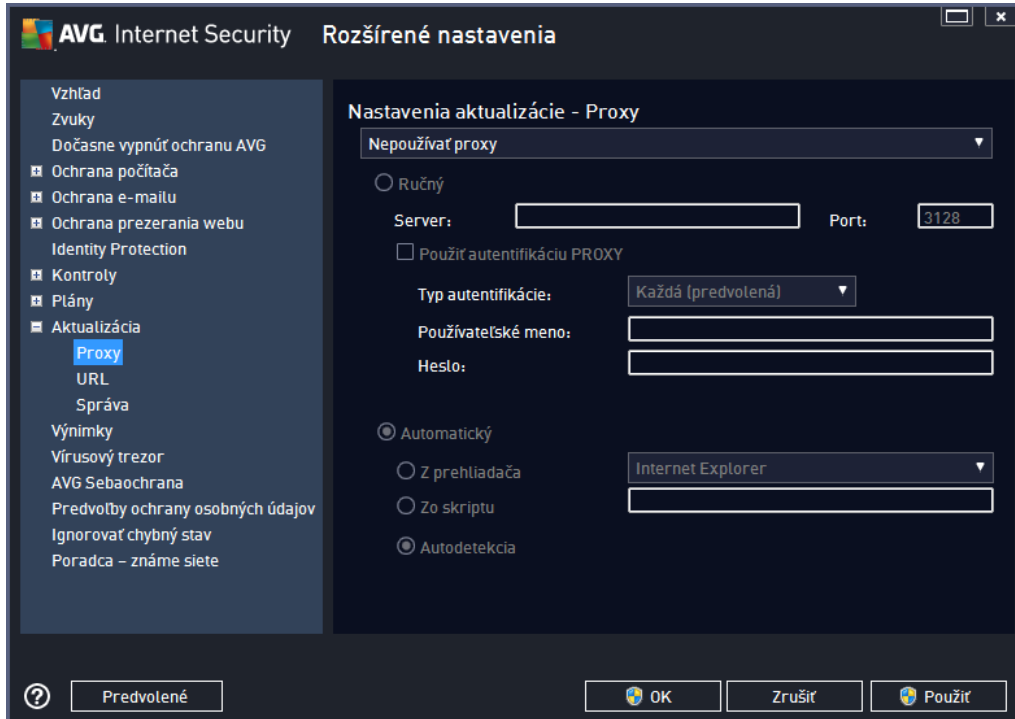 AVG. Internet Security Rozšírené nastavenia
Vzhľad
Zvuky
Dočasne vypnúť ochranu AVG
Ochrana počítača
Ochrana e-mailu
Ochrana prezerania webu
Identity Protection
Kontroly
Plány
Aktualizácia
Proxy
URL
Správa
Výnimky
Vírusový trezor
AVG Sebaochrana
Predvoľby ochrany osobných údajov
Ignorovať chybný stav
Poradca – známe siete
Nastavenia aktualizácie - Proxy
Nepoužívať proxy
Ručný
Server: Port: 3128
Použiť autentifikáciu PROXY
Typ autentifikácie: Každá (predvolená)
Používateľské meno:
Heslo:
Automatický
Z prehliadača Internet Explorer
Zo skriptu
Autodetekcia
Predvolené OK Zrušiť Použiť